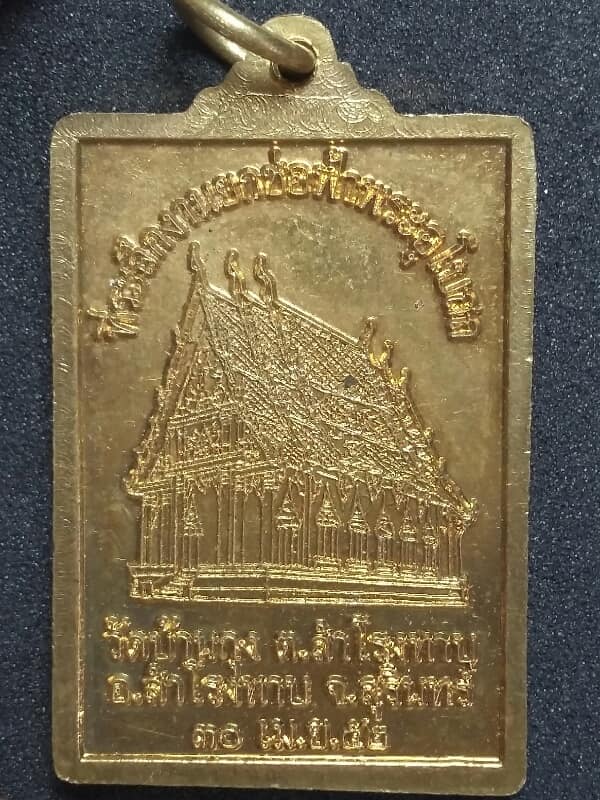 ที่ระลึกงานยกช่อฟ้าพระอุโบสถ
วัดบ้านกุง ต.สำโรงทาบ
อ.สำโรงทาบ จ.สุรินทร์
๓๐ เม.ย.๕๒